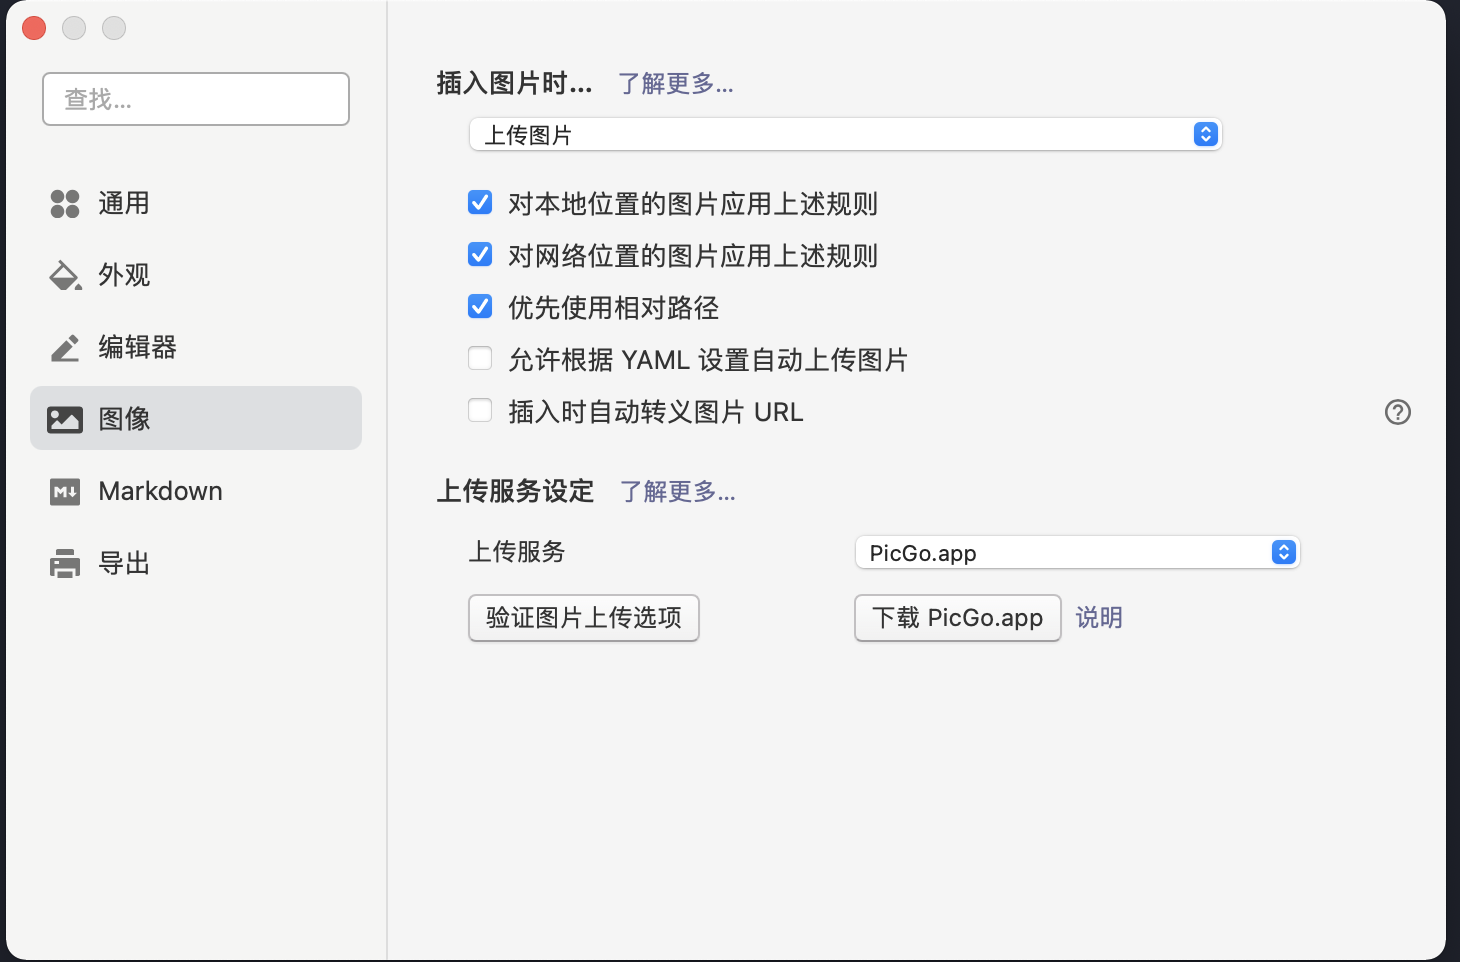 查找...
通用
外观
编辑器
图像
Markdown
导出
插入图片时... 了解更多...
上传图片
对本地位置的图片应用上述规则
对网络位置的图片应用上述规则
优先使用相对路径
允许根据 YAML 设置自动上传图片
插入时自动转义图片 URL
上传服务设定 了解更多...
上传服务 PicGo.app
验证图片上传选项 下载 PicGo.app 说明